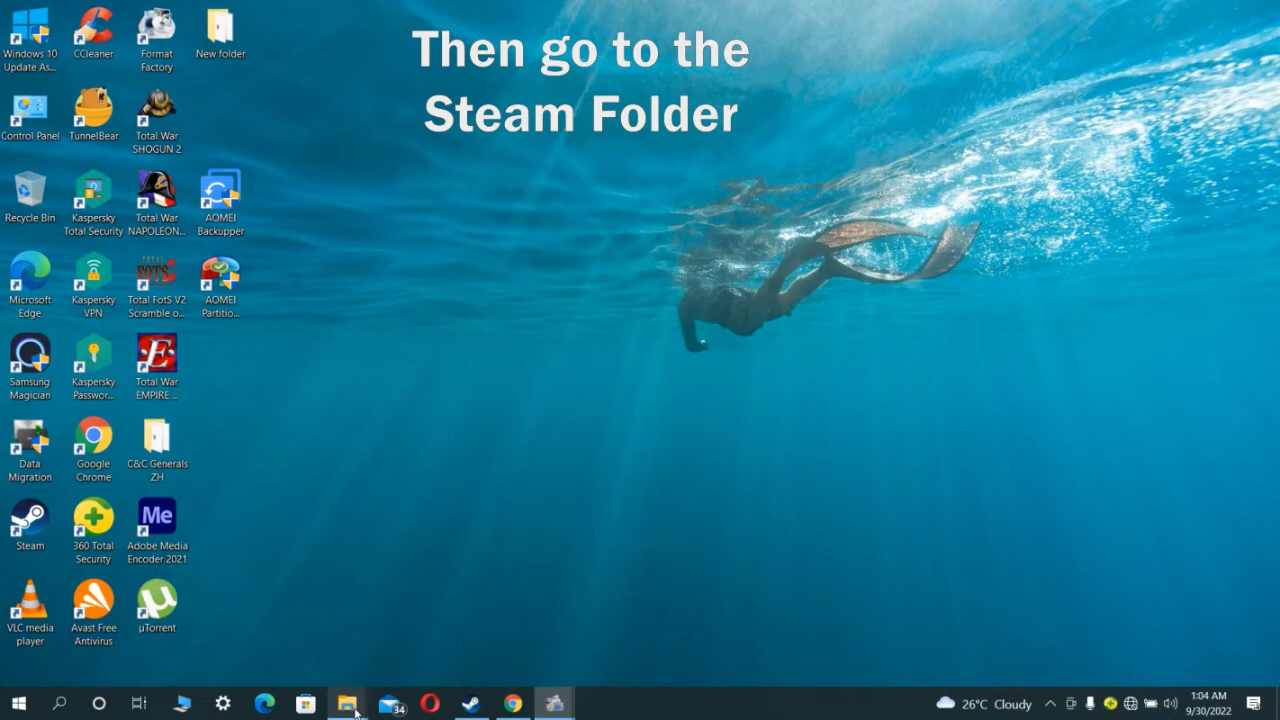 Then go to the
Steam Folder
Windows 10
Update As...
CCleaner
Format
Factory
New folder
Control Panel
TunnelBear
Total War
SHOGUN 2
Recycle Bin
Kaspersky
Total Security
Total War
NAPOLEON...
AOMEI
Backupper
Microsoft
Edge
Kaspersky
VPN
Total FotS V2
Scramble o...
AOMEI
Partitio...
Samsung
Magician
Kaspersky
Passwor...
Total War
EMPIRE ...
Data
Migration
Google
Chrome
C&C Generals
ZH
Steam
360 Total
Security
Me
Adobe Media
Encoder 2021
VLC media
player
Avast Free
Antivirus
µTorrent
34
26°C Cloudy
1:04 AM
9/30/2022